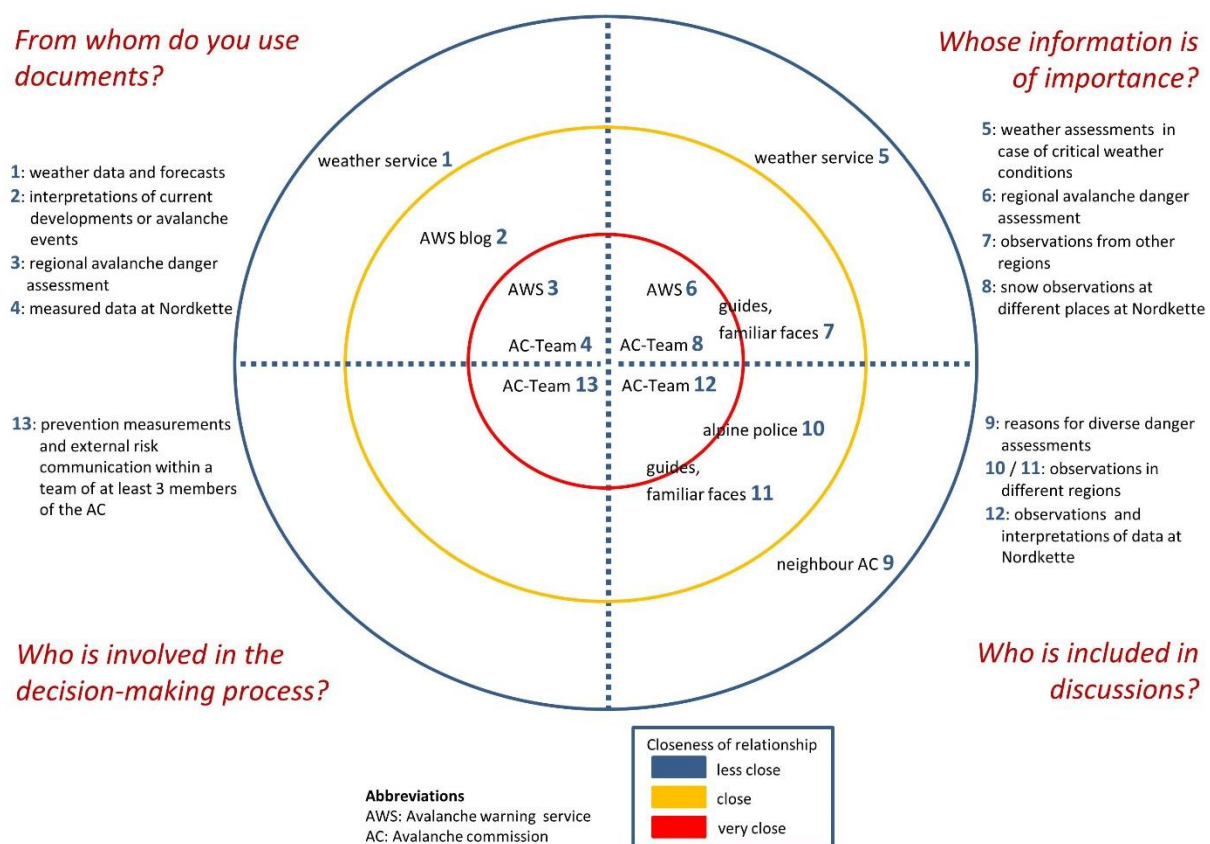 From whom do you use
documents?
Whose information is
of importance?
1: weather data and forecasts
2: interpretations of current
developments or avalanche
events
3: regional avalanche danger
assessment
4: measured data at Nordkette
weather service 1
AWS blog 2
AWS 3
AC-Team 4
weather service 5
AWS 6
guides,
familiar faces 7
AC-Team 8
5: weather assessments in
case of critical weather
conditions
6: regional avalanche danger
assessment
7: observations from other
regions
8: snow observations at
different places at Nordkette
13: prevention measurements
and external risk
communication within a
team of at least 3 members
of the AC
AC-Team 13
AC-Team 12
alpine police 10
guides,
familiar faces 11
neighbour AC 9
9: reasons for diverse danger
assessments
10 / 11: observations in
different regions
12: observations and
interpretations of data at
Nordkette
Who is involved in the
decision-making process?
Who is included in
discussions?
Abbreviations
AWS: Avalanche warning service
AC: Avalanche commission
Closeness of relationship
less close
close
very close